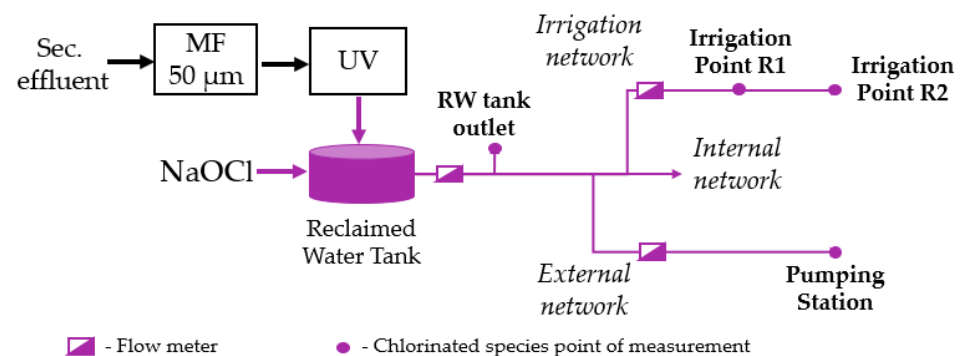 Sec.
effluent
MF
50 µm
UV
NaOCl
Reclaimed
Water Tank
RW tank
outlet
Irrigation
network
Irrigation
Point R1
Irrigation
Point R2
Internal
network
External
network
Pumping
Station
- Flow meter
- Chlorinated species point of measurement